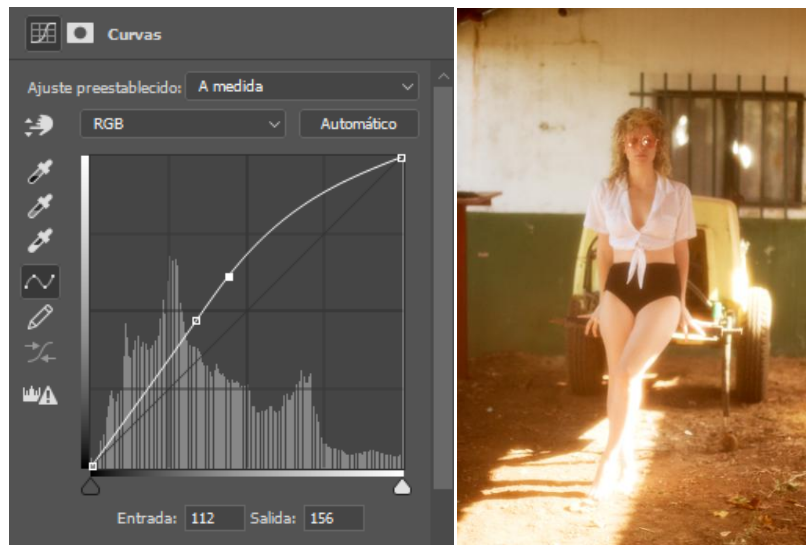 Curvas
Ajuste preestablecido: A medida
RGB Automático
Entrada: 112 Salida: 156